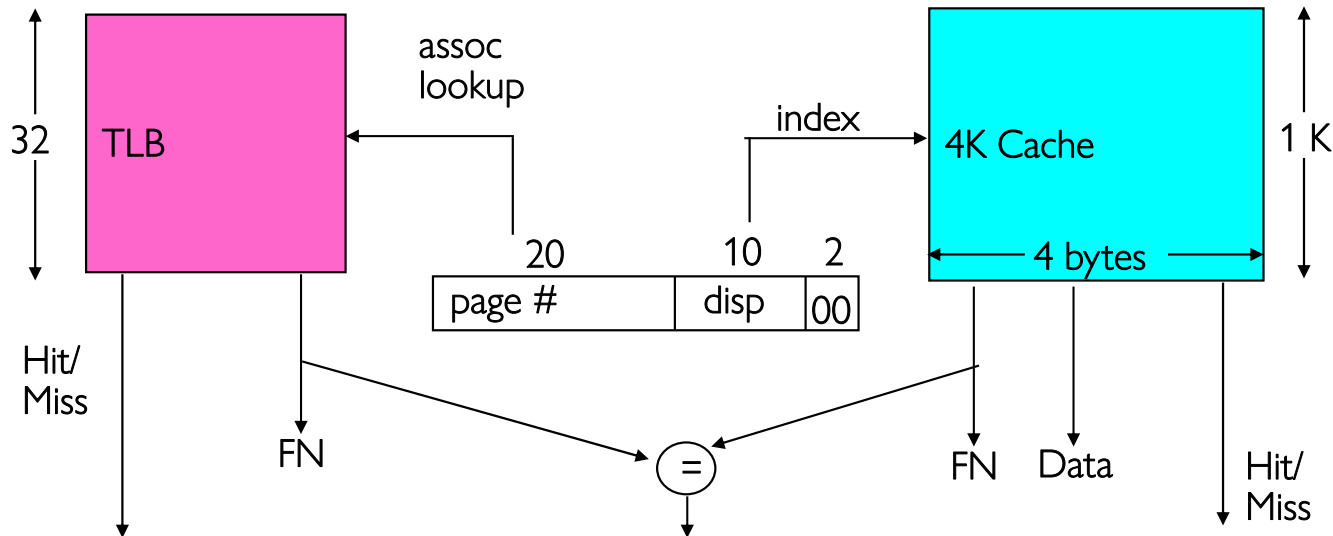 assoc
lookup
index
32
TLB
4K Cache
1 K
20
10
2
4 bytes
page #
disp
00
Hit/
Miss
FN
=
FN
Data
Hit/
Miss